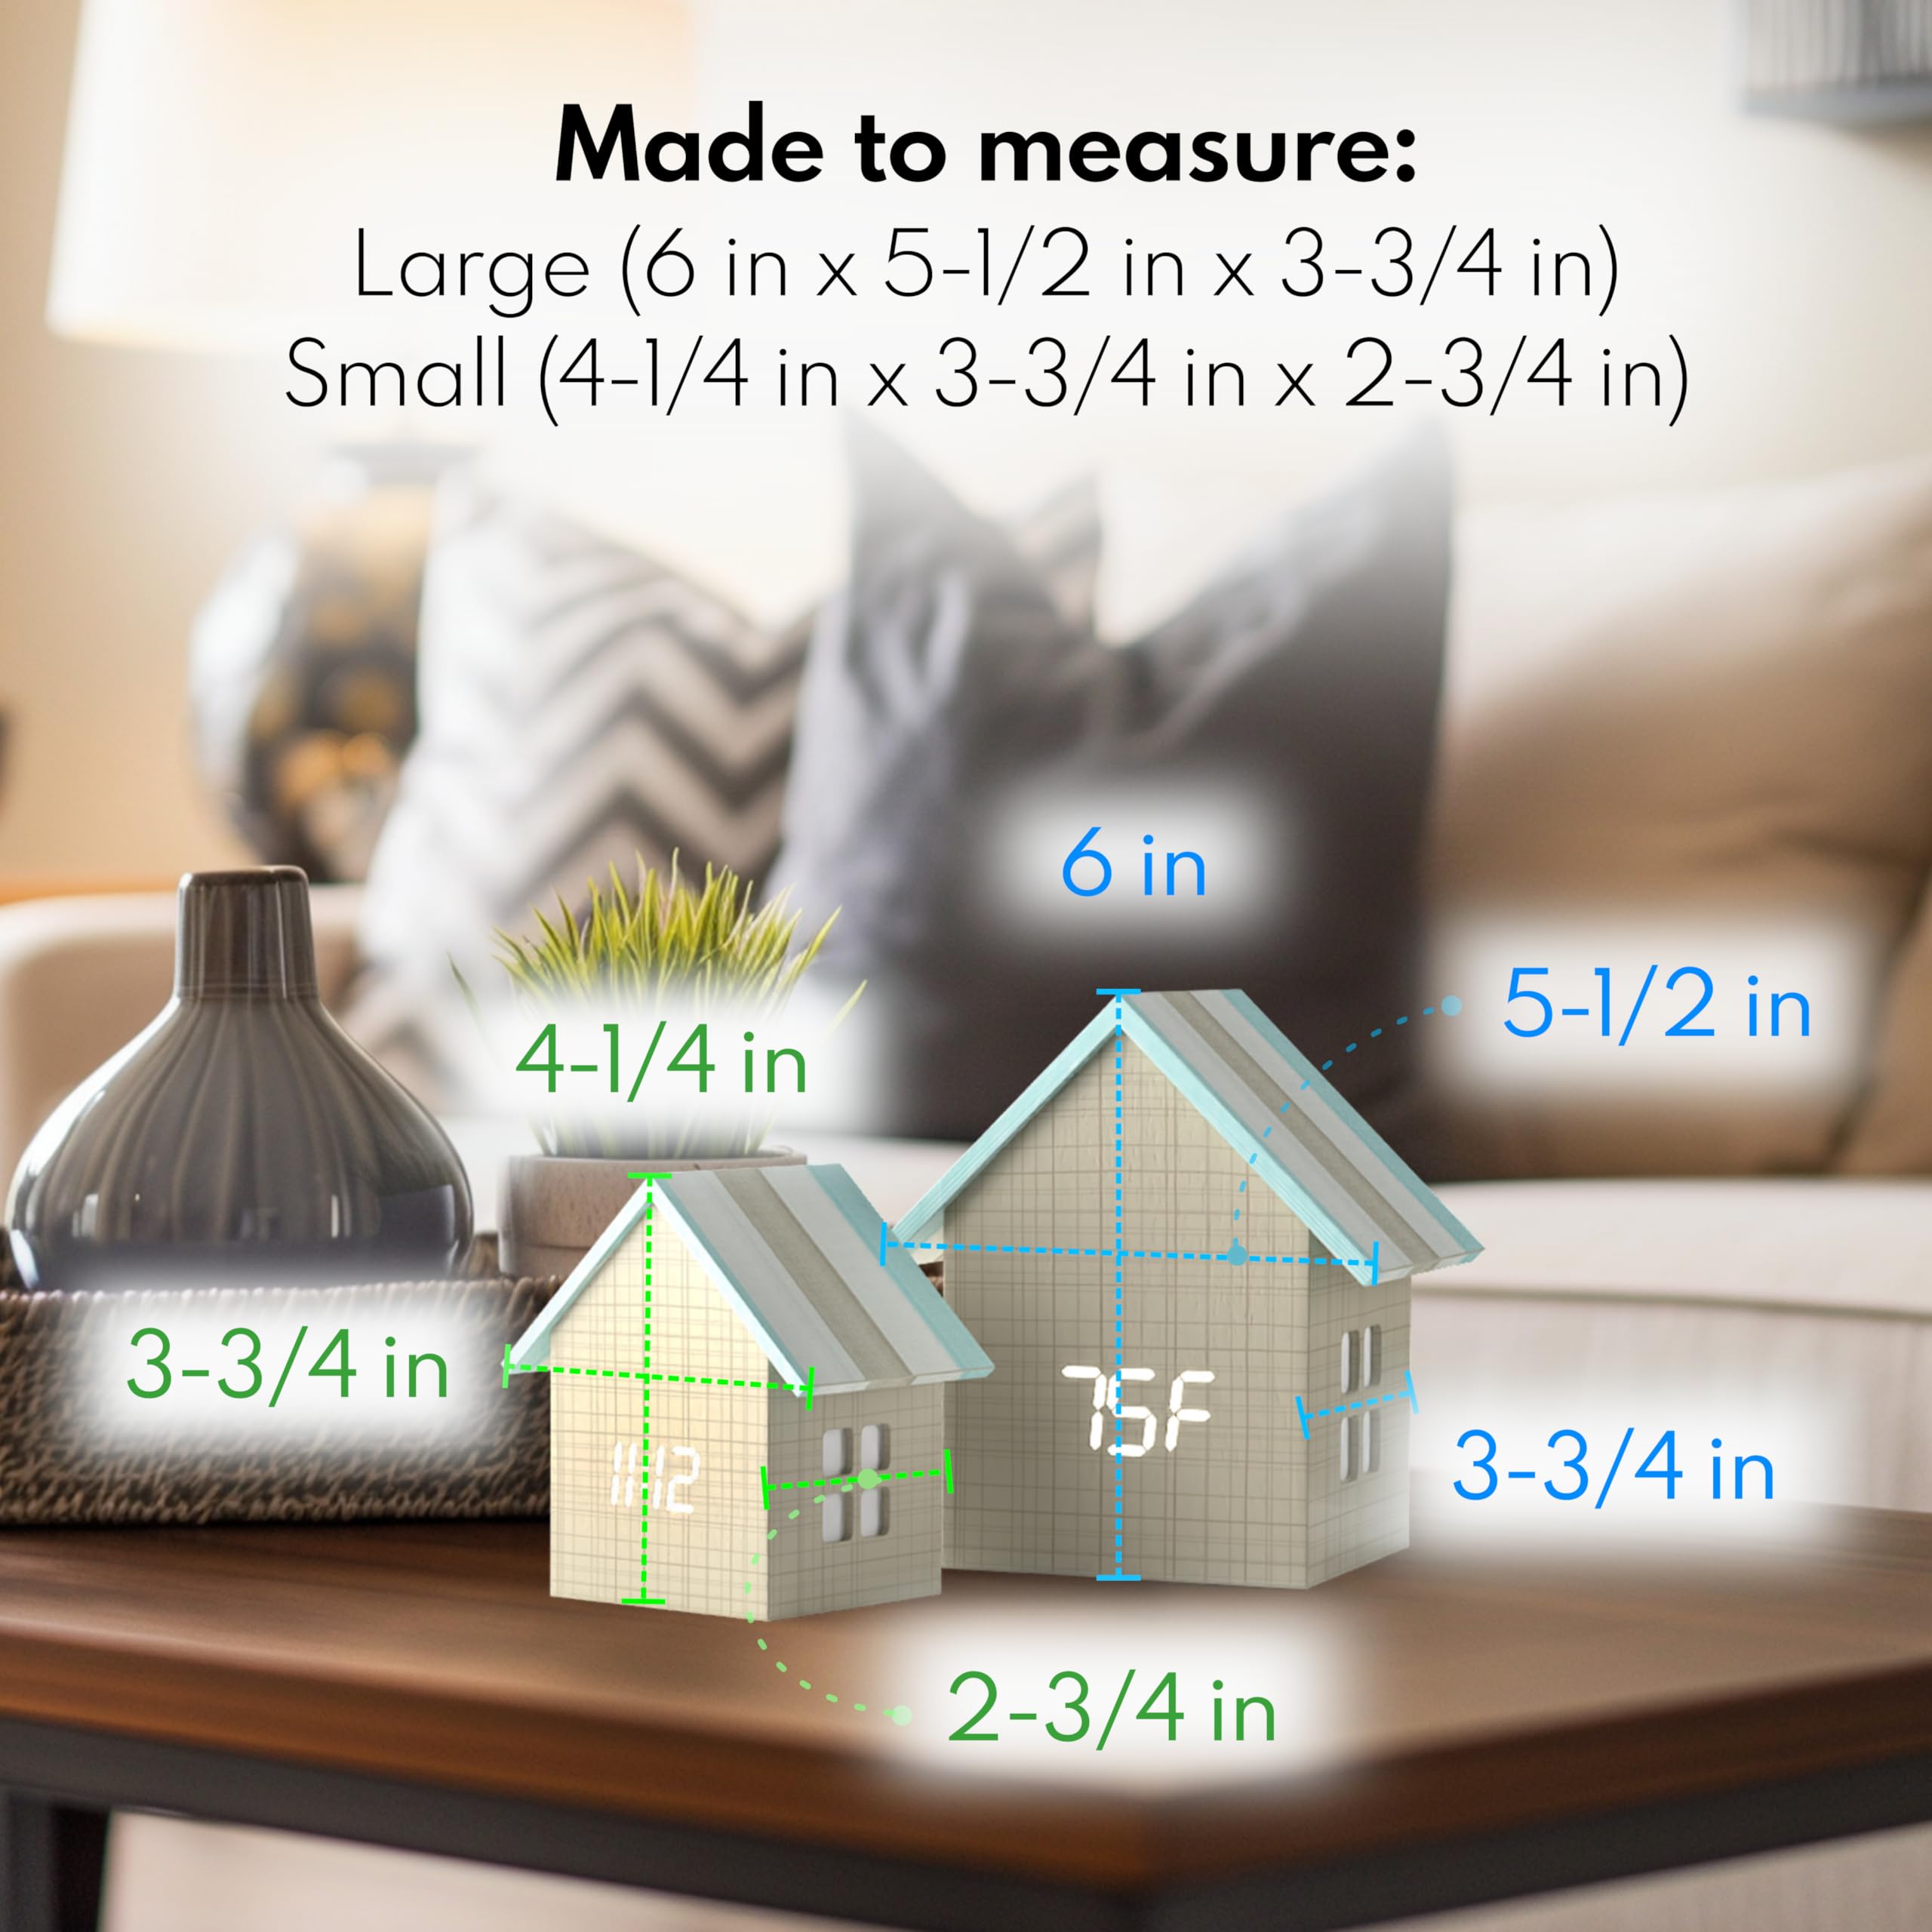 Made to measure:
Large (6 in x 5-1/2 in x 3-3/4 in)
Small (4-1/4 in x 3-3/4 in x 2-3/4 in)
6 in
5-1/2 in
4-1/4 in
3-3/4 in
75F
3-3/4 in
1112
2-3/4 in